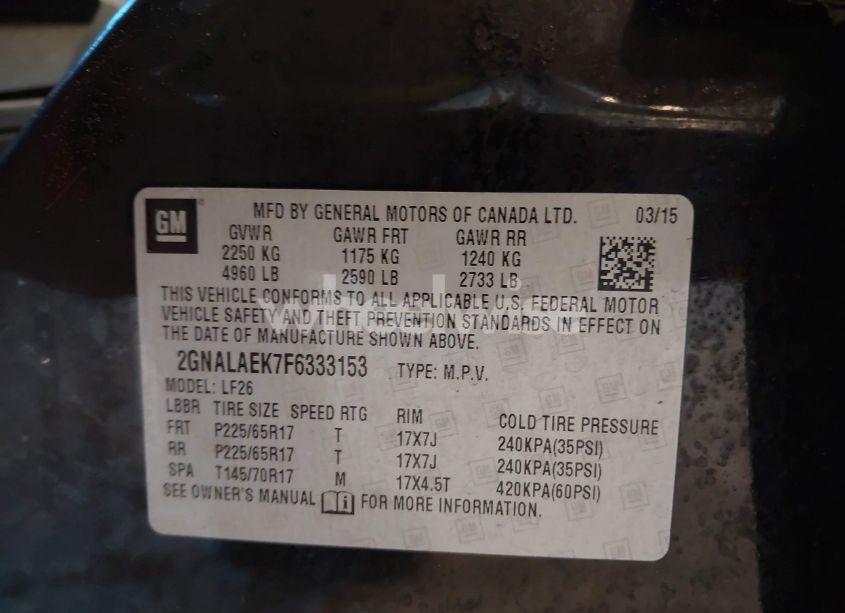 GM
MFD BY GENERAL MOTORS OF CANADA LTD. 03/15
GVWR GAWR FRT GAWR RR
2250 KG 1175 KG 1240 KG
4960 LB 2590 LB 2733 LB
THIS VEHICLE CONFORMS TO ALL APPLICABLE U.S. FEDERAL MOTOR
VEHICLE SAFETY AND THEFT PREVENTION STANDARDS IN EFFECT ON
THE DATE OF MANUFACTURE SHOWN ABOVE.
2GNALAEK7F6333153 TYPE: M.P.V.
MODEL: LF26
LBBR TIRE SIZE SPEED RTG RIM COLD TIRE PRESSURE
FRT P225/65R17 T 17X7J 240KPA(35PSI)
RR P225/65R17 T 17X7J 240KPA(35PSI)
SPA T145/70R17 M 17X4.5T 420KPA(60PSI)
SEE OWNER'S MANUAL FOR MORE INFORMATION.